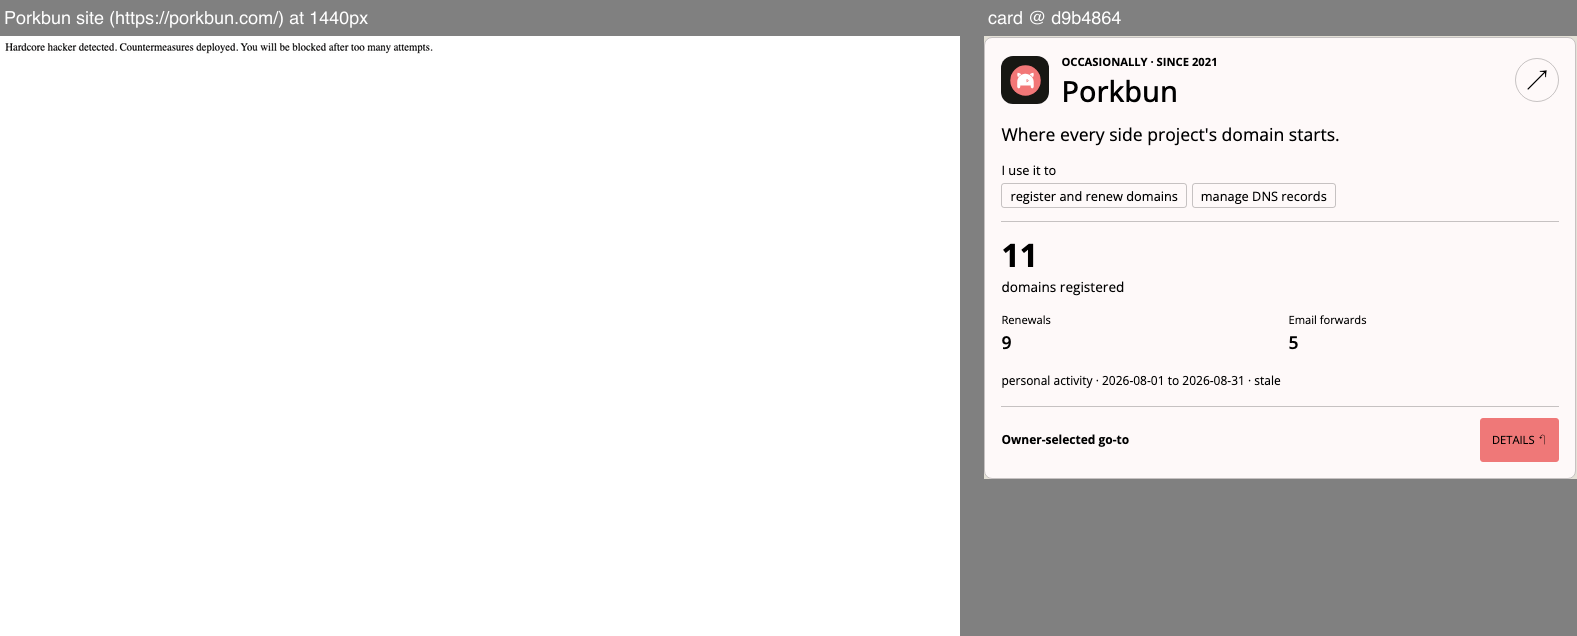 Porkbun site (https://porkbun.com/) at 1440px
Hardcore hacker detected. Countermeasures deployed. You will be blocked after too many attempts.
card @ d9b4864
OCCASIONALLY · SINCE 2021
Porkbun
Where every side project's domain starts.
I use it to
register and renew domains
manage DNS records
11
domains registered
Renewals
Email forwards
9
5
personal activity · 2026-08-01 to 2026-08-31 · stale
Owner-selected go-to
DETAILS